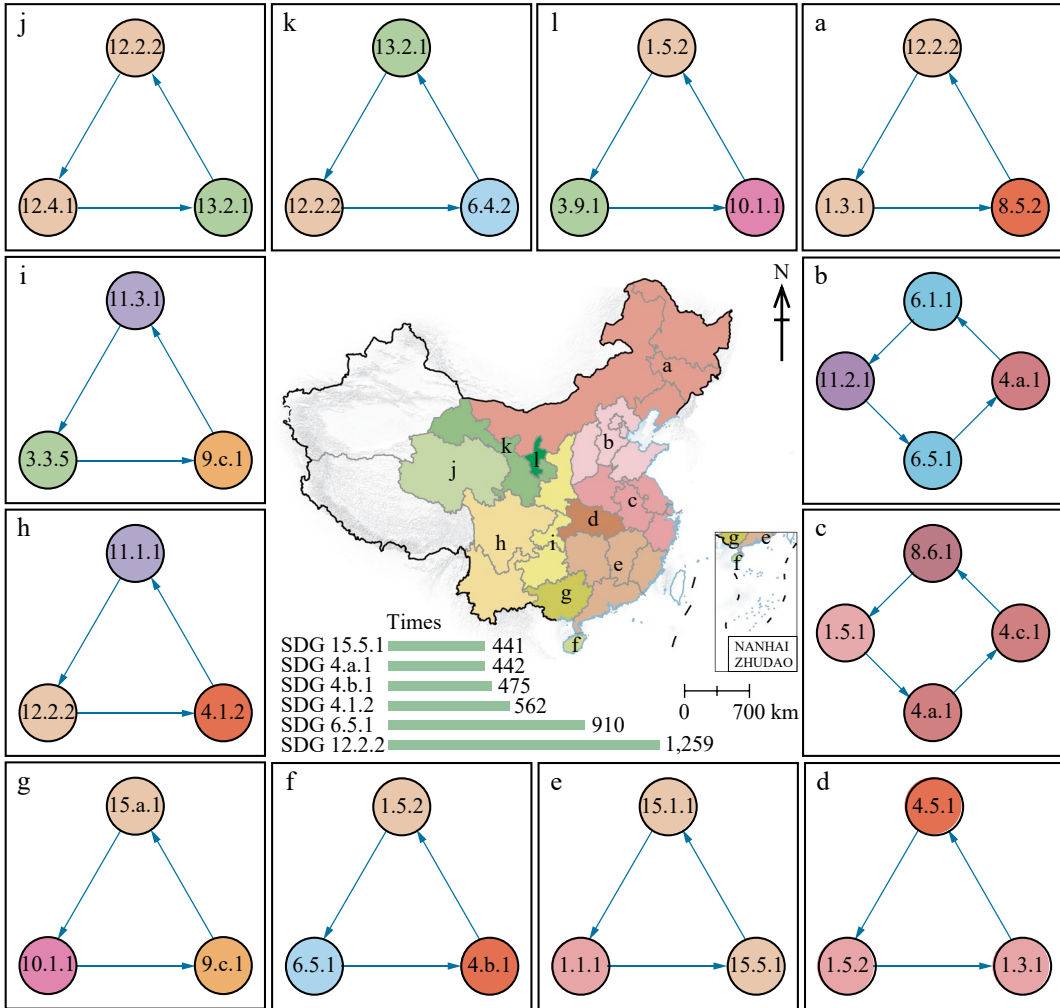 j
12.2.2
12.4.1
13.2.1
k
13.2.1
12.2.2
6.4.2
l
1.5.2
3.9.1
10.1.1
a
12.2.2
1.3.1
8.5.2
i
11.3.1
3.3.5
9.c.1
b
6.1.1
11.2.1
4.a.1
6.5.1
h
11.1.1
12.2.2
4.1.2
c
8.6.1
1.5.1
4.c.1
4.a.1
N
a
b
k
l
j
c
d
h
i
e
g
f
g e
f
NANHAI
ZHUDAO
0 700 km
Times
SDG 15.5.1 441
SDG 4.a.1 442
SDG 4.b.1 475
SDG 4.1.2 562
SDG 6.5.1 910
SDG 12.2.2 1,259
g
15.a.1
10.1.1
9.c.1
f
1.5.2
6.5.1
4.b.1
e
15.1.1
1.1.1
15.5.1
d
4.5.1
1.5.2
1.3.1